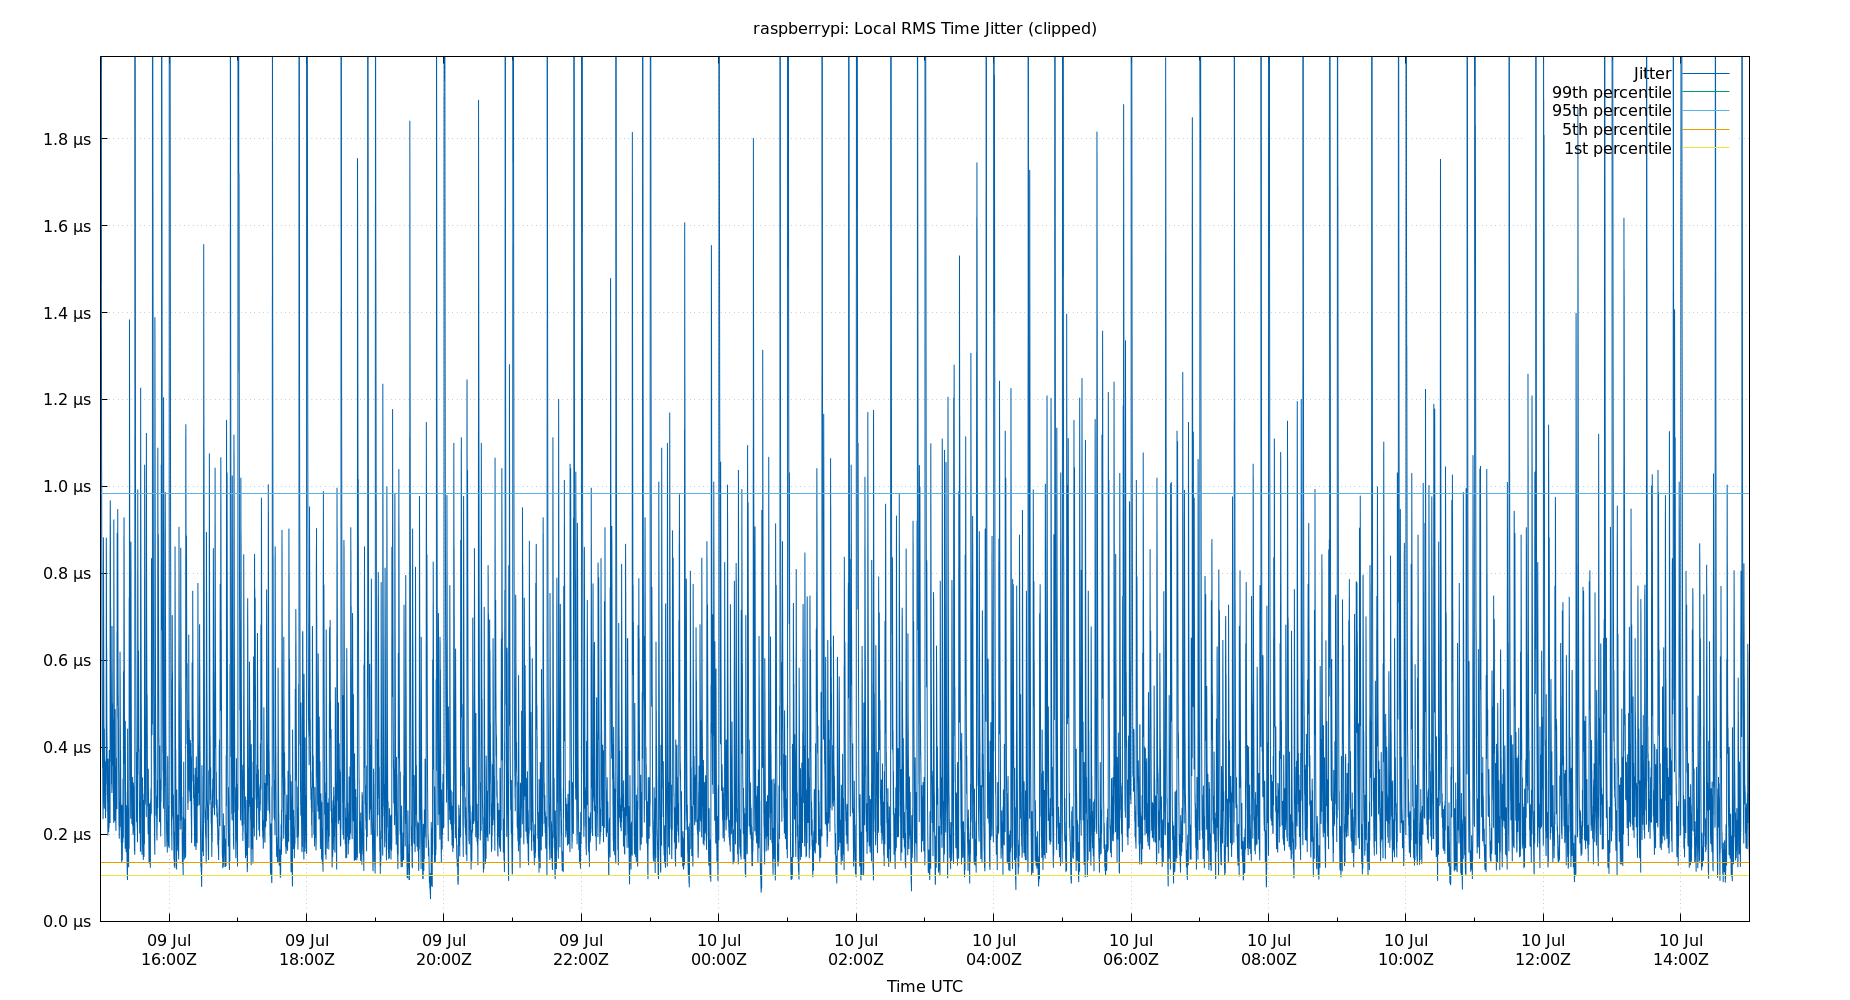 raspberrypi: Local RMS Time Jitter (clipped)
Jitter
99th percentile
95th percentile
5th percentile
1st percentile
1.8 μs
1.6 μs
1.4 μs
1.2 μs
1.0 μs
0.8 μs
0.6 μs
0.4 μs
0.2 μs
0.0 μs
09 Jul 09 Jul 09 Jul 09 Jul 10 Jul 10 Jul 10 Jul 10 Jul 10 Jul 10 Jul 10 Jul 10 Jul
16:00Z 18:00Z 20:00Z 22:00Z 00:00Z 02:00Z 04:00Z 06:00Z 08:00Z 10:00Z 12:00Z 14:00Z
Time UTC